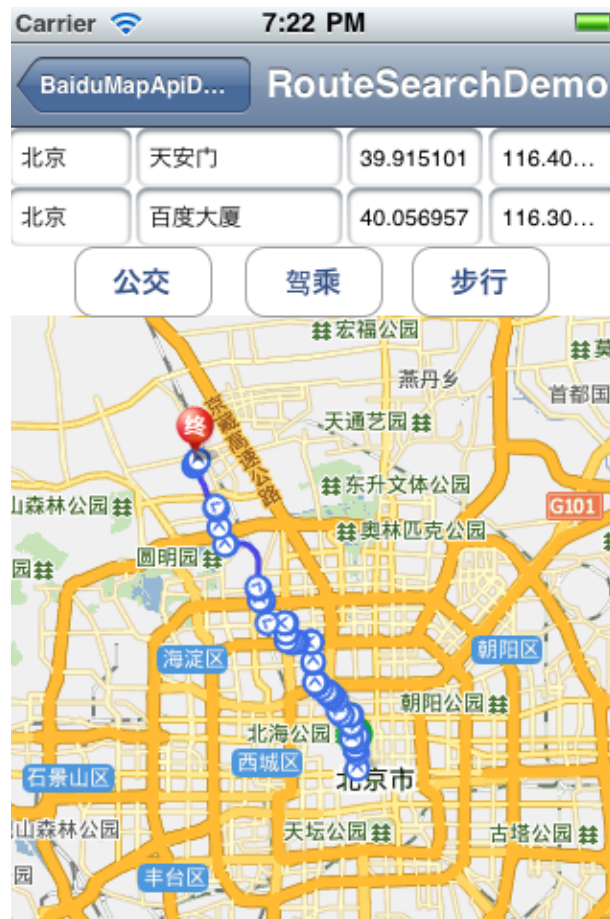 Carrier 7:22 PM
BaiduMapApiD... RouteSearchDemo
北京 天安门 39.915101 116.40...
北京 百度大厦 40.056957 116.30...
公交 驾乘 步行
宏福公园
燕丹乡
首都国
京藏高速公路
天通艺园
终
东升文体公园
山森林公园
G101
奥林匹克公园
圆明园
园
海淀区
朝阳区
朝阳公园
北海公园
西城区
石景山区
北京市
山森林公园
天坛公园
古塔公园
园
丰台区